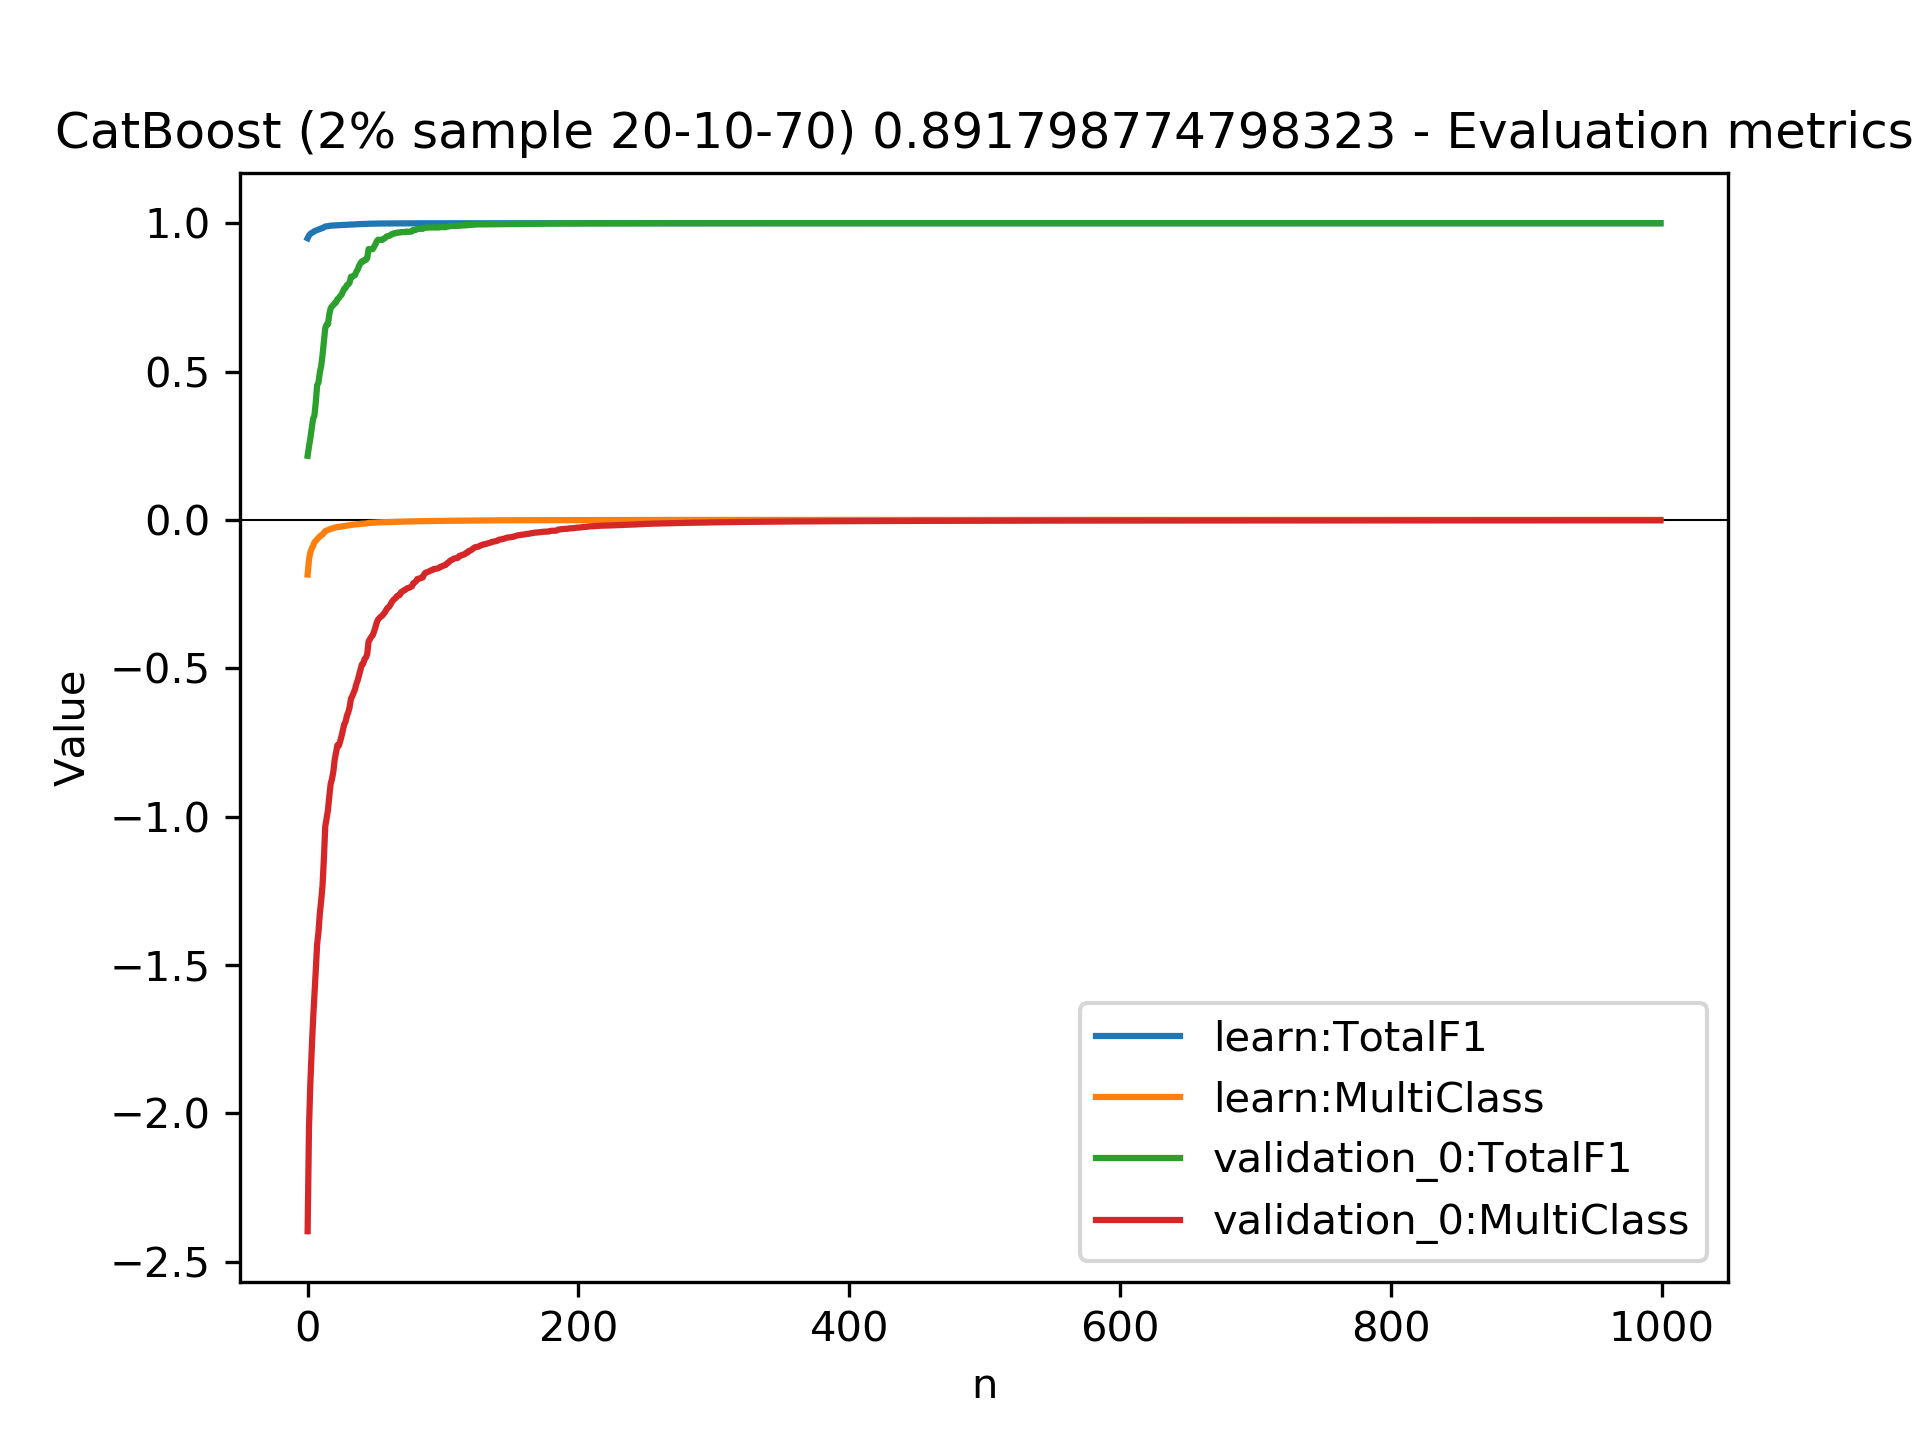 CatBoost (2% sample 20-10-70) 0.891798774798323 - Evaluation metrics
1.0
0.5
0.0
−0.5
−1.0
−1.5
−2.0
−2.5
Value
learn:TotalF1
learn:MultiClass
validation_0:TotalF1
validation_0:MultiClass
0 200 400 600 800 1000
n